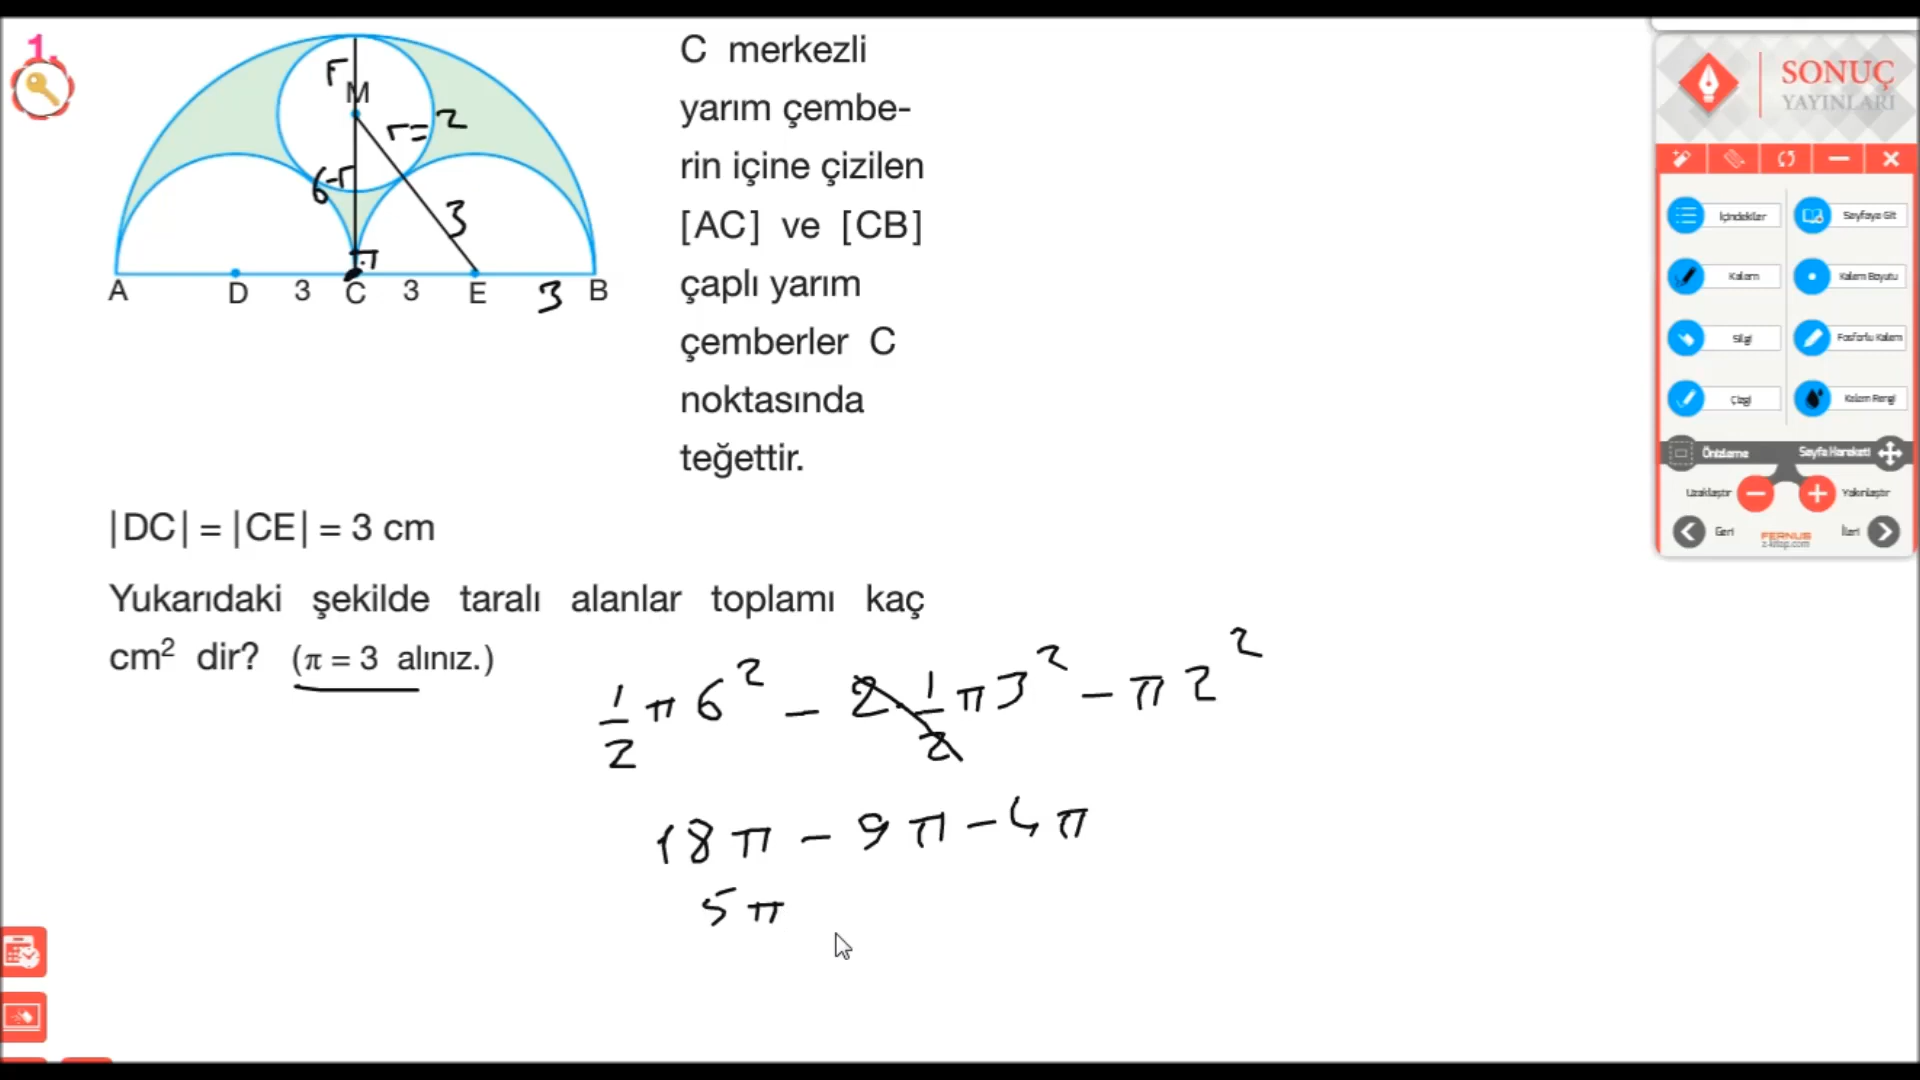 1.
r
M
r=2
6-r
3
A D 3 C 3 E 3 B
C merkezli
yarım çembe-
rin içine çizilen
[AC] ve [CB]
çaplı yarım
çemberler C
noktasında
teğettir.
|DC| = |CE| = 3 cm
Yukarıdaki şekilde taralı alanlar toplamı kaç
cm² dir? (π = 3 alınız.)
1/2 π 6² - 2 · 1/2 π 3² - π 2²
18π - 9π - 4π
5π
SONUÇ
YAYINLARI
İçindekiler Sayfaya Git
Kalem Kalem Boyutu
Silgi Fosforlu Kalem
Çizgi Kalem Rengi
Önizleme Sayfa Hareketi
Uzaklaştır Yakınlaştır
Geri FERNUS İleri
z-kitap.com